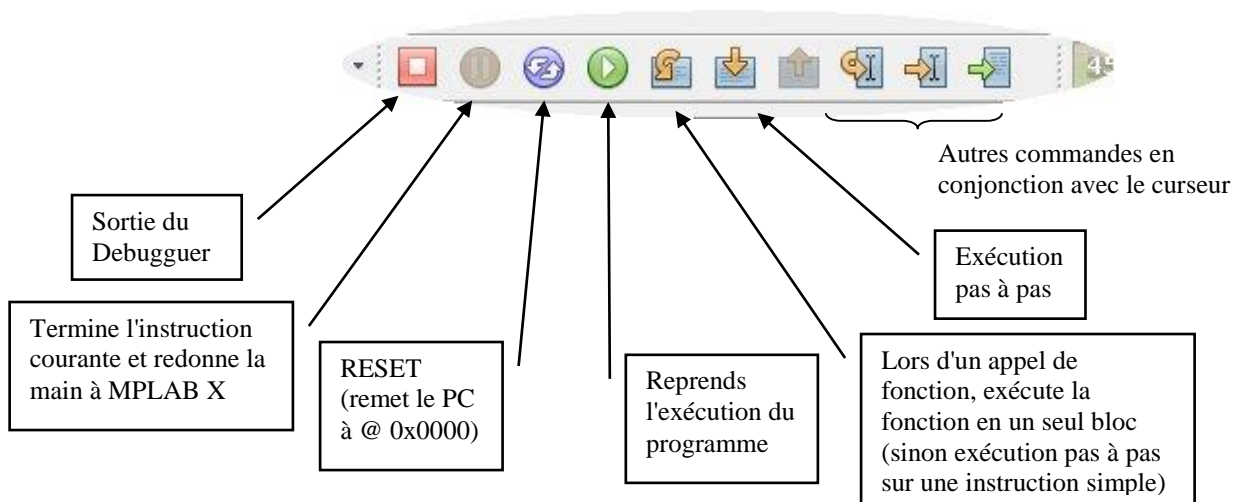 Autres commandes en
conjonction avec le curseur
Sortie du
Debugguer
Exécution
pas à pas
Termine l'instruction
courante et redonne la
main à MPLAB X
RESET
(remet le PC
à @ 0x0000)
Reprends
l'exécution du
programme
Lors d'un appel de
fonction, exécute la
fonction en un seul bloc
(sinon exécution pas à pas
sur une instruction simple)